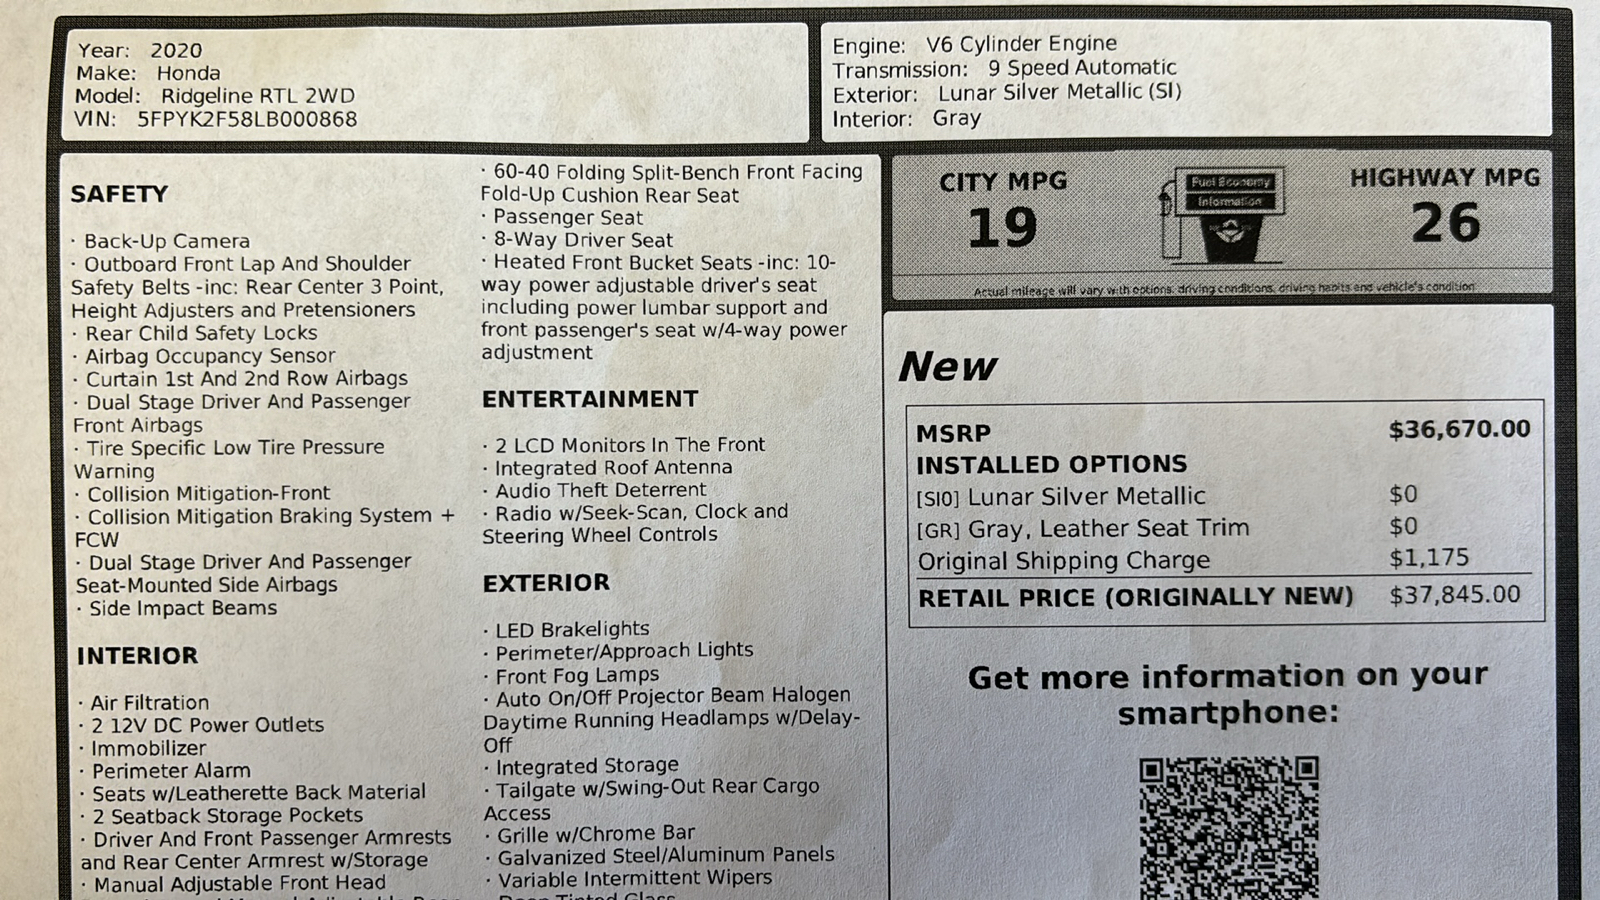 Year: 2020
Make: Honda
Model: Ridgeline RTL 2WD
VIN: 5FPYK2F58LB000868
Engine: V6 Cylinder Engine
Transmission: 9 Speed Automatic
Exterior: Lunar Silver Metallic (SI)
Interior: Gray
SAFETY
· Back-Up Camera
· Outboard Front Lap And Shoulder
Safety Belts -inc: Rear Center 3 Point,
Height Adjusters and Pretensioners
· Rear Child Safety Locks
· Airbag Occupancy Sensor
· Curtain 1st And 2nd Row Airbags
· Dual Stage Driver And Passenger
Front Airbags
· Tire Specific Low Tire Pressure
Warning
· Collision Mitigation-Front
· Collision Mitigation Braking System +
FCW
· Dual Stage Driver And Passenger
Seat-Mounted Side Airbags
· Side Impact Beams
INTERIOR
· Air Filtration
· 2 12V DC Power Outlets
· Immobilizer
· Perimeter Alarm
· Seats w/Leatherette Back Material
· 2 Seatback Storage Pockets
· Driver And Front Passenger Armrests
and Rear Center Armrest w/Storage
· Manual Adjustable Front Head
· 60-40 Folding Split-Bench Front Facing
Fold-Up Cushion Rear Seat
· Passenger Seat
· 8-Way Driver Seat
· Heated Front Bucket Seats -inc: 10-
way power adjustable driver's seat
including power lumbar support and
front passenger's seat w/4-way power
adjustment
ENTERTAINMENT
· 2 LCD Monitors In The Front
· Integrated Roof Antenna
· Audio Theft Deterrent
· Radio w/Seek-Scan, Clock and
Steering Wheel Controls
EXTERIOR
· LED Brakelights
· Perimeter/Approach Lights
· Front Fog Lamps
· Auto On/Off Projector Beam Halogen
Daytime Running Headlamps w/Delay-
Off
· Integrated Storage
· Tailgate w/Swing-Out Rear Cargo
Access
· Grille w/Chrome Bar
· Galvanized Steel/Aluminum Panels
· Variable Intermittent Wipers
CITY MPG
19
Fuel Economy
Information
HIGHWAY MPG
26
Actual mileage will vary with options, driving conditions, driving habits and vehicle's condition
New
MSRP $36,670.00
INSTALLED OPTIONS
[SI0] Lunar Silver Metallic $0
[GR] Gray, Leather Seat Trim $0
Original Shipping Charge $1,175
RETAIL PRICE (ORIGINALLY NEW) $37,845.00
Get more information on your
smartphone: